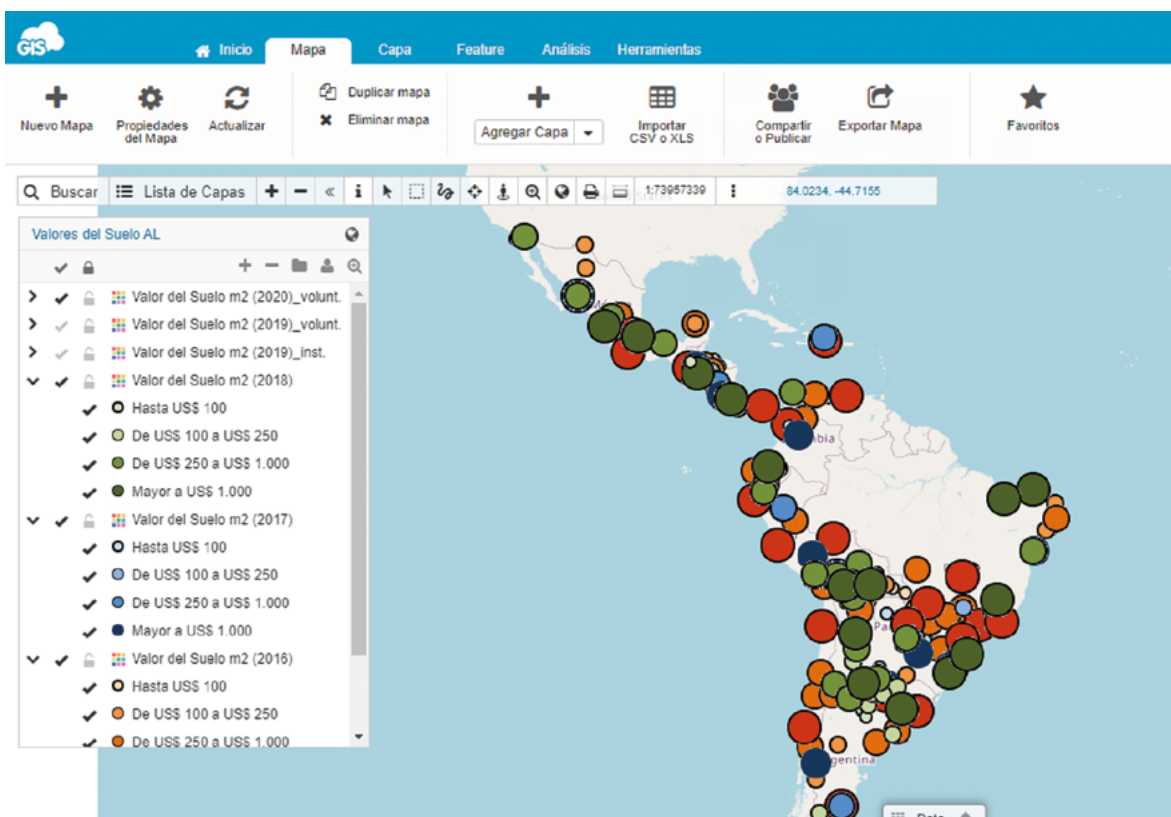 GIS
Inicio
Mapa
Capa
Feature
Análisis
Herramientas
Nuevo Mapa
Propiedades
del Mapa
Actualizar
Duplicar mapa
Eliminar mapa
Agregar Capa
Importar
CSV o XLS
Compartir
o Publicar
Exportar Mapa
Favoritos
Buscar
Lista de Capas
1:73957339
84.0234, -44.7155
Valores del Suelo AL
Valor del Suelo m2 (2020)_volunt.
Valor del Suelo m2 (2019)_volunt.
Valor del Suelo m2 (2019)_inst.
Valor del Suelo m2 (2018)
Hasta US$ 100
De US$ 100 a US$ 250
De US$ 250 a US$ 1.000
Mayor a US$ 1.000
Valor del Suelo m2 (2017)
Hasta US$ 100
De US$ 100 a US$ 250
De US$ 250 a US$ 1.000
Mayor a US$ 1.000
Valor del Suelo m2 (2016)
Hasta US$ 100
De US$ 100 a US$ 250
De US$ 250 a US$ 1.000